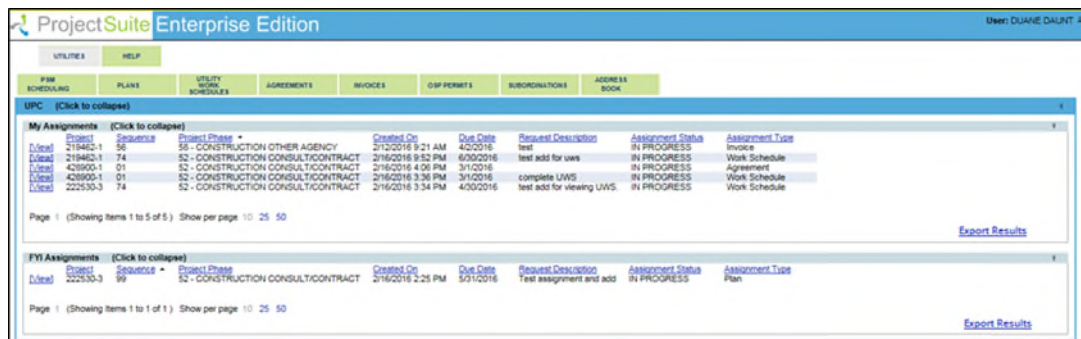 ProjectSuite Enterprise Edition
User: DUANE DAUNT
UTILITIES HELP
PSM SCHEDULING PLANS UTILITY WORK SCHEDULES AGREEMENTS INVOICES OSP PERMITS SUBORDINATIONS ADDRESS BOOK
UPC (Click to collapse)
My Assignments (Click to collapse)
Project Sequence Project Phase Created On Due Date Request Description Assignment Status Assignment Type
[View] 219462-1 56 56 - CONSTRUCTION OTHER AGENCY 2/12/2016 9:21 AM 4/2/2016 test IN PROGRESS Invoice
[View] 219462-1 74 52 - CONSTRUCTION CONSULT/CONTRACT 2/16/2016 9:52 PM 6/30/2016 test add for uws IN PROGRESS Work Schedule
[View] 426900-1 01 52 - CONSTRUCTION CONSULT/CONTRACT 2/16/2016 4:06 PM 3/1/2016 IN PROGRESS Agreement
[View] 426900-1 01 52 - CONSTRUCTION CONSULT/CONTRACT 2/16/2016 3:36 PM 3/1/2016 complete UWS IN PROGRESS Work Schedule
[View] 222530-3 74 52 - CONSTRUCTION CONSULT/CONTRACT 2/16/2016 3:34 PM 4/30/2016 test add for viewing UWS. IN PROGRESS Work Schedule
Page 1 (Showing Items 1 to 5 of 5) Show per page 10 25 50
Export Results
FYI Assignments (Click to collapse)
Project Sequence Project Phase Created On Due Date Request Description Assignment Status Assignment Type
[View] 222530-3 99 52 - CONSTRUCTION CONSULT/CONTRACT 2/16/2016 2:25 PM 5/31/2016 Test assignment and add IN PROGRESS Plan
Page 1 (Showing Items 1 to 1 of 1) Show per page 10 25 50
Export Results